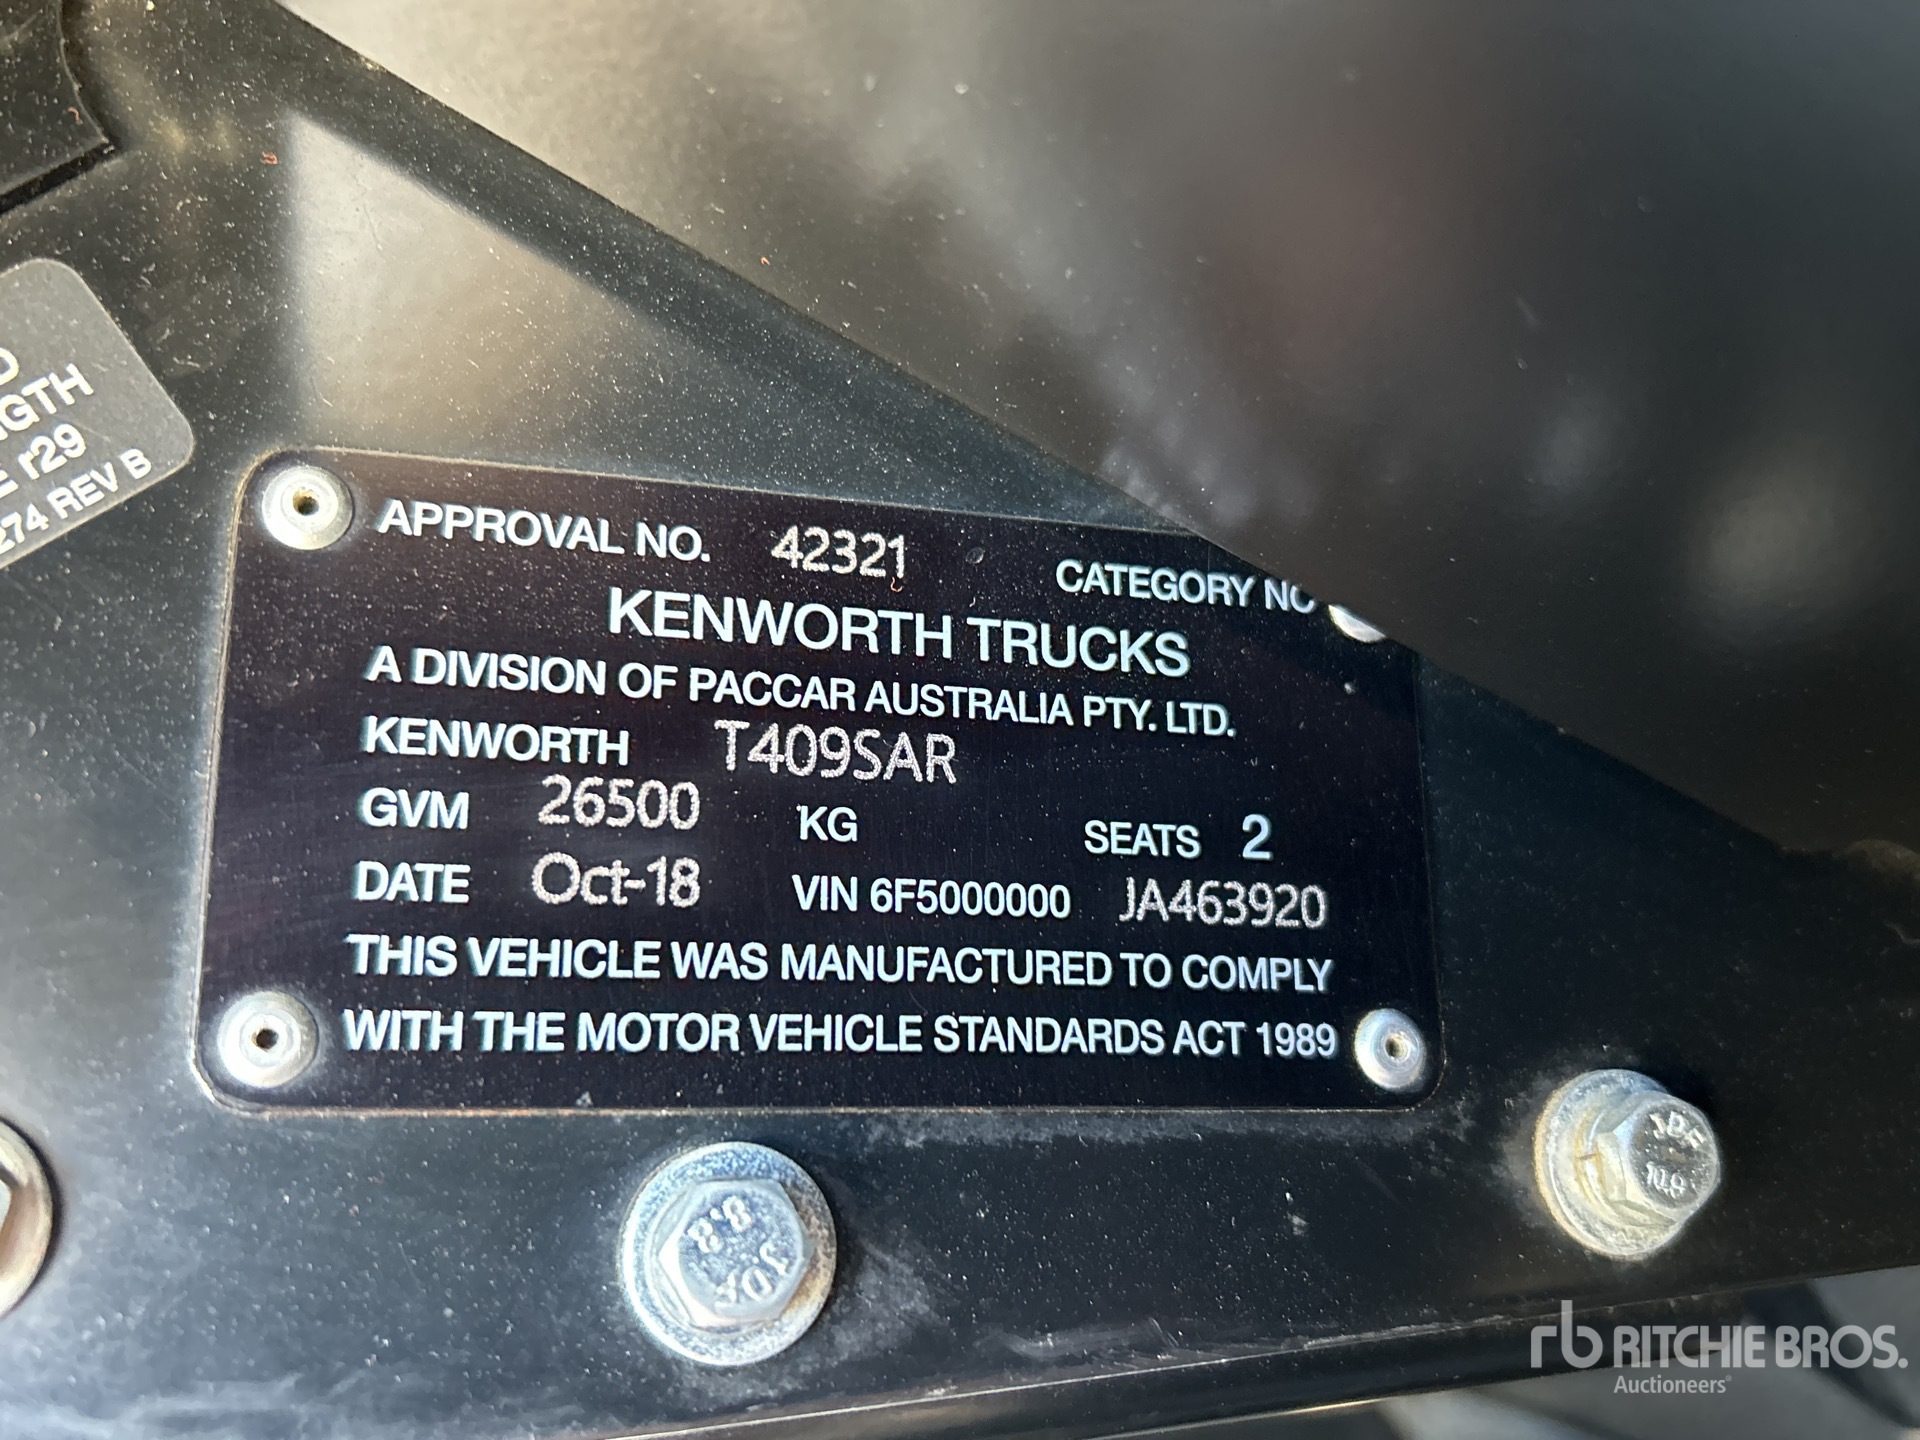 GTH
r29
274 REV B
APPROVAL NO. 42321 CATEGORY NO
KENWORTH TRUCKS
A DIVISION OF PACCAR AUSTRALIA PTY. LTD.
KENWORTH T409SAR
GVM 26500 KG SEATS 2
DATE Oct-18 VIN 6F5000000 JA463920
THIS VEHICLE WAS MANUFACTURED TO COMPLY
WITH THE MOTOR VEHICLE STANDARDS ACT 1989
8.8
10.8
rb RITCHIE BROS.
Auctioneers